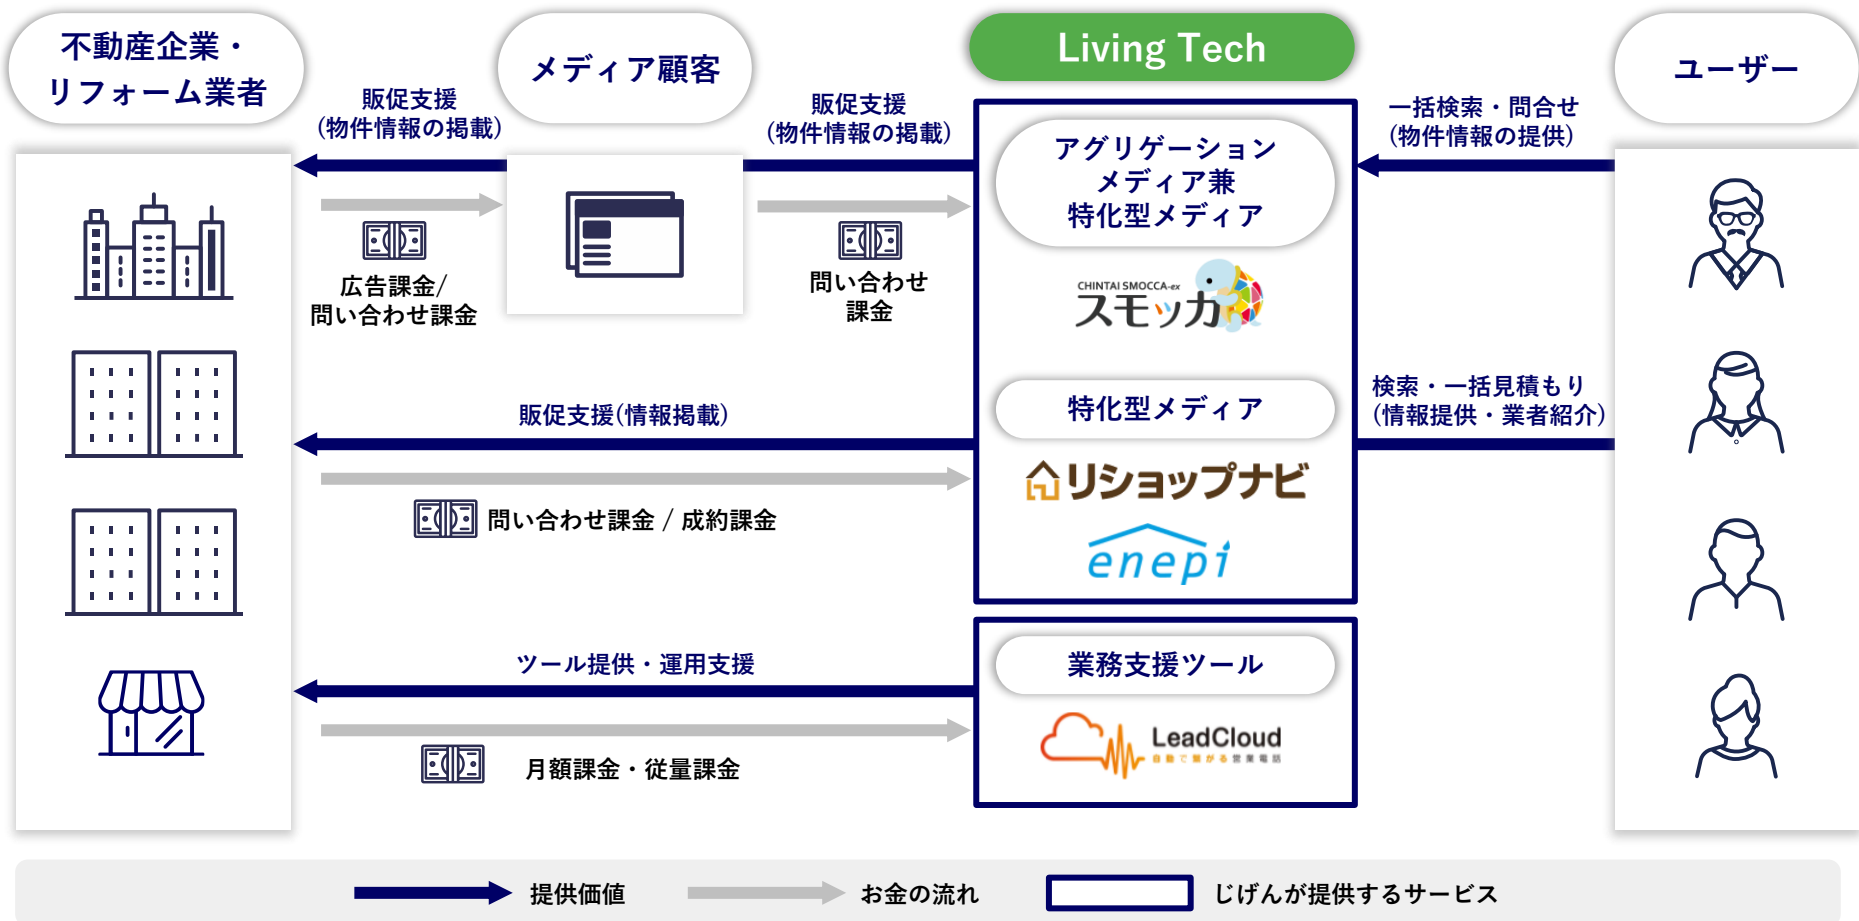 不動産企業・
リフォーム業者
メディア顧客
Living Tech
ユーザー
販促支援
(物件情報の掲載)
販促支援
(物件情報の掲載)
一括検索・問合せ
(物件情報の提供)
アグリゲーション
メディア兼
特化型メディア
広告課金/
問い合わせ課金
問い合わせ
課金
CHINTAI SMOCCA-ex
スモッカ
販促支援(情報掲載)
特化型メディア
検索・一括見積もり
(情報提供・業者紹介)
リショップナビ
問い合わせ課金 / 成約課金
enepi
ツール提供・運用支援
業務支援ツール
LeadCloud
自動で繋がる営業電話
月額課金・従量課金
提供価値
お金の流れ
じげんが提供するサービス